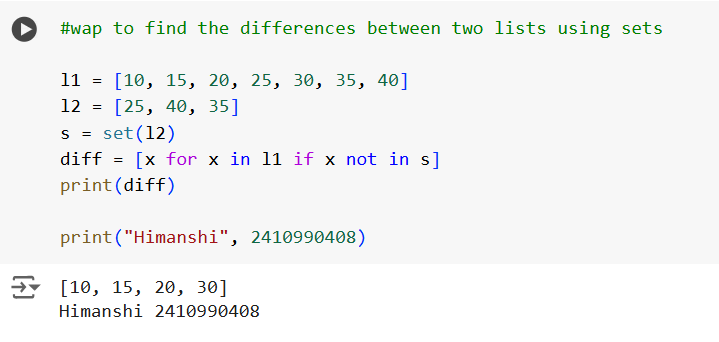 #wap to find the differences between two lists using sets
l1 = [10, 15, 20, 25, 30, 35, 40]
l2 = [25, 40, 35]
s = set(l2)
diff = [x for x in l1 if x not in s]
print(diff)
print("Himanshi", 2410990408)
[10, 15, 20, 30]
Himanshi 2410990408